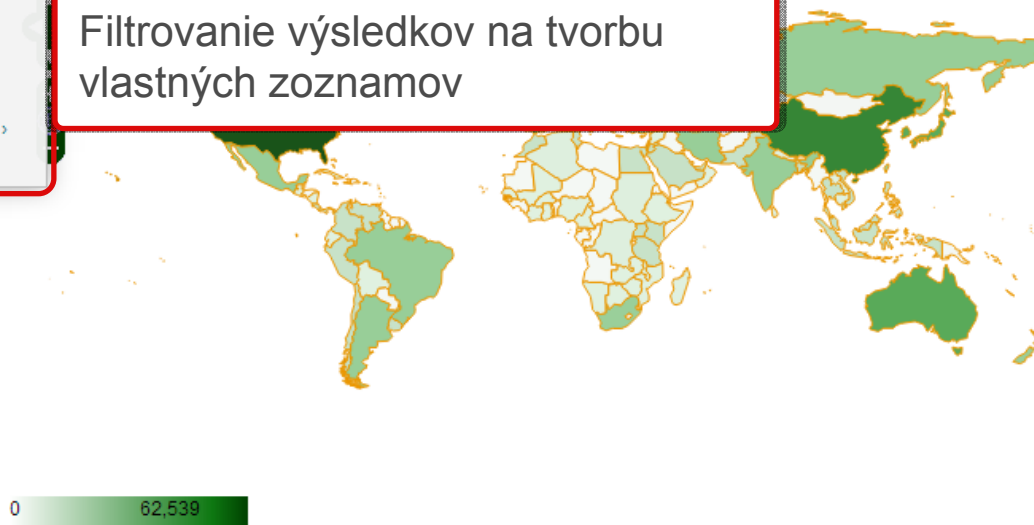 Filtrovanie výsledkov na tvorbu
vlastných zoznamov
›
0 62,539